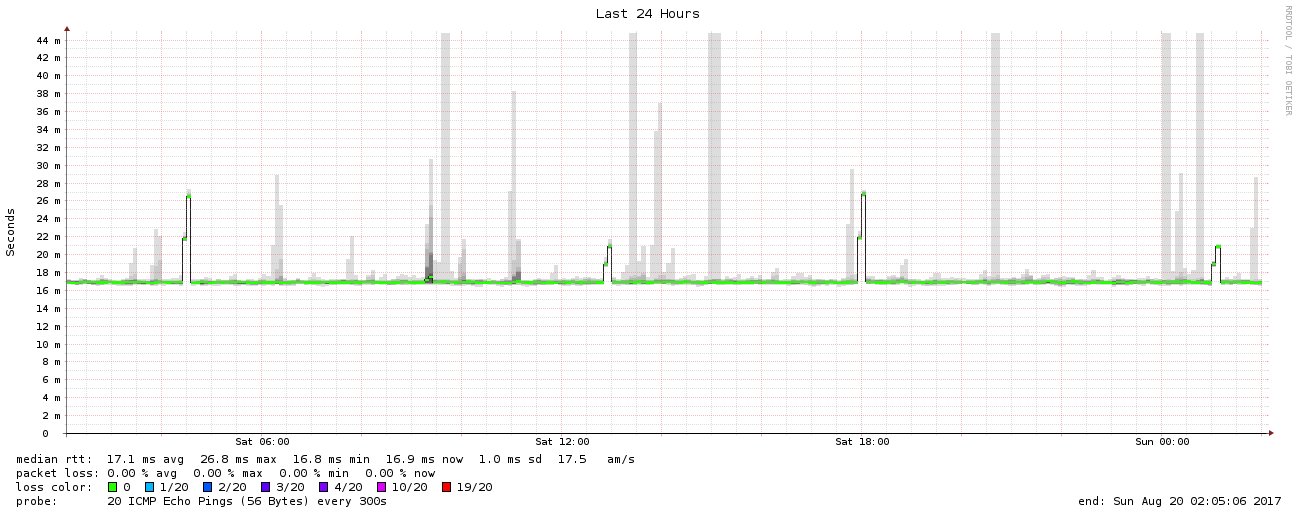 Last 24 Hours
RRDTOOL / TOBI OETIKER
Seconds
44 m
42 m
40 m
38 m
36 m
34 m
32 m
30 m
28 m
26 m
24 m
22 m
20 m
18 m
16 m
14 m
12 m
10 m
8 m
6 m
4 m
2 m
0
Sat 06:00 Sat 12:00 Sat 18:00 Sun 00:00
median rtt: 17.1 ms avg 26.8 ms max 16.8 ms min 16.9 ms now 1.0 ms sd 17.5 am/s
packet loss: 0.00 % avg 0.00 % max 0.00 % min 0.00 % now
loss color: 0 1/20 2/20 3/20 4/20 10/20 19/20
probe: 20 ICMP Echo Pings (56 Bytes) every 300s end: Sun Aug 20 02:05:06 2017